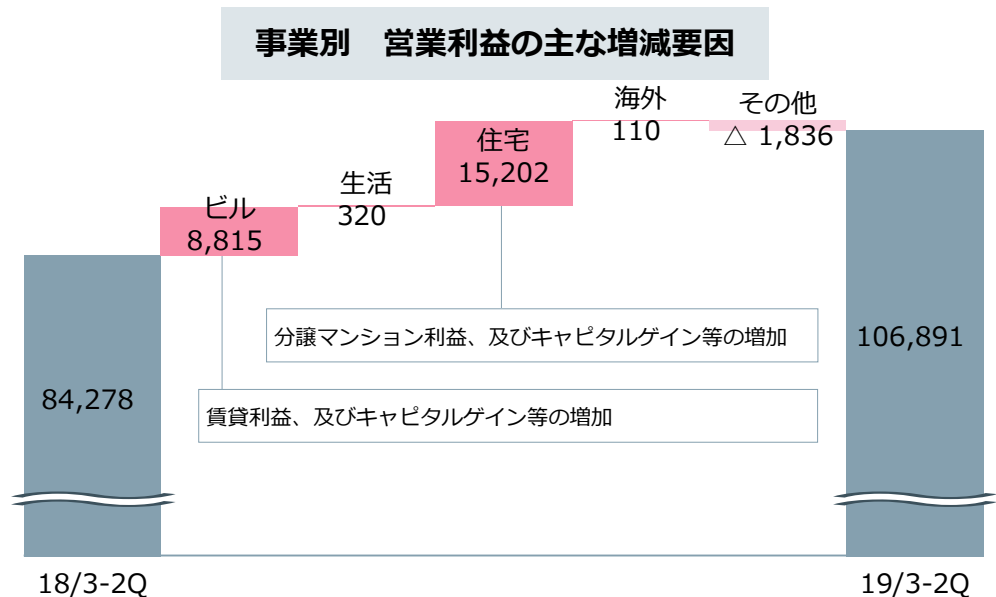 事業別　営業利益の主な増減要因
海外
110
その他
△ 1,836
住宅
15,202
生活
320
ビル
8,815
分譲マンション利益、及びキャピタルゲイン等の増加
106,891
84,278
賃貸利益、及びキャピタルゲイン等の増加
18/3-2Q
19/3-2Q